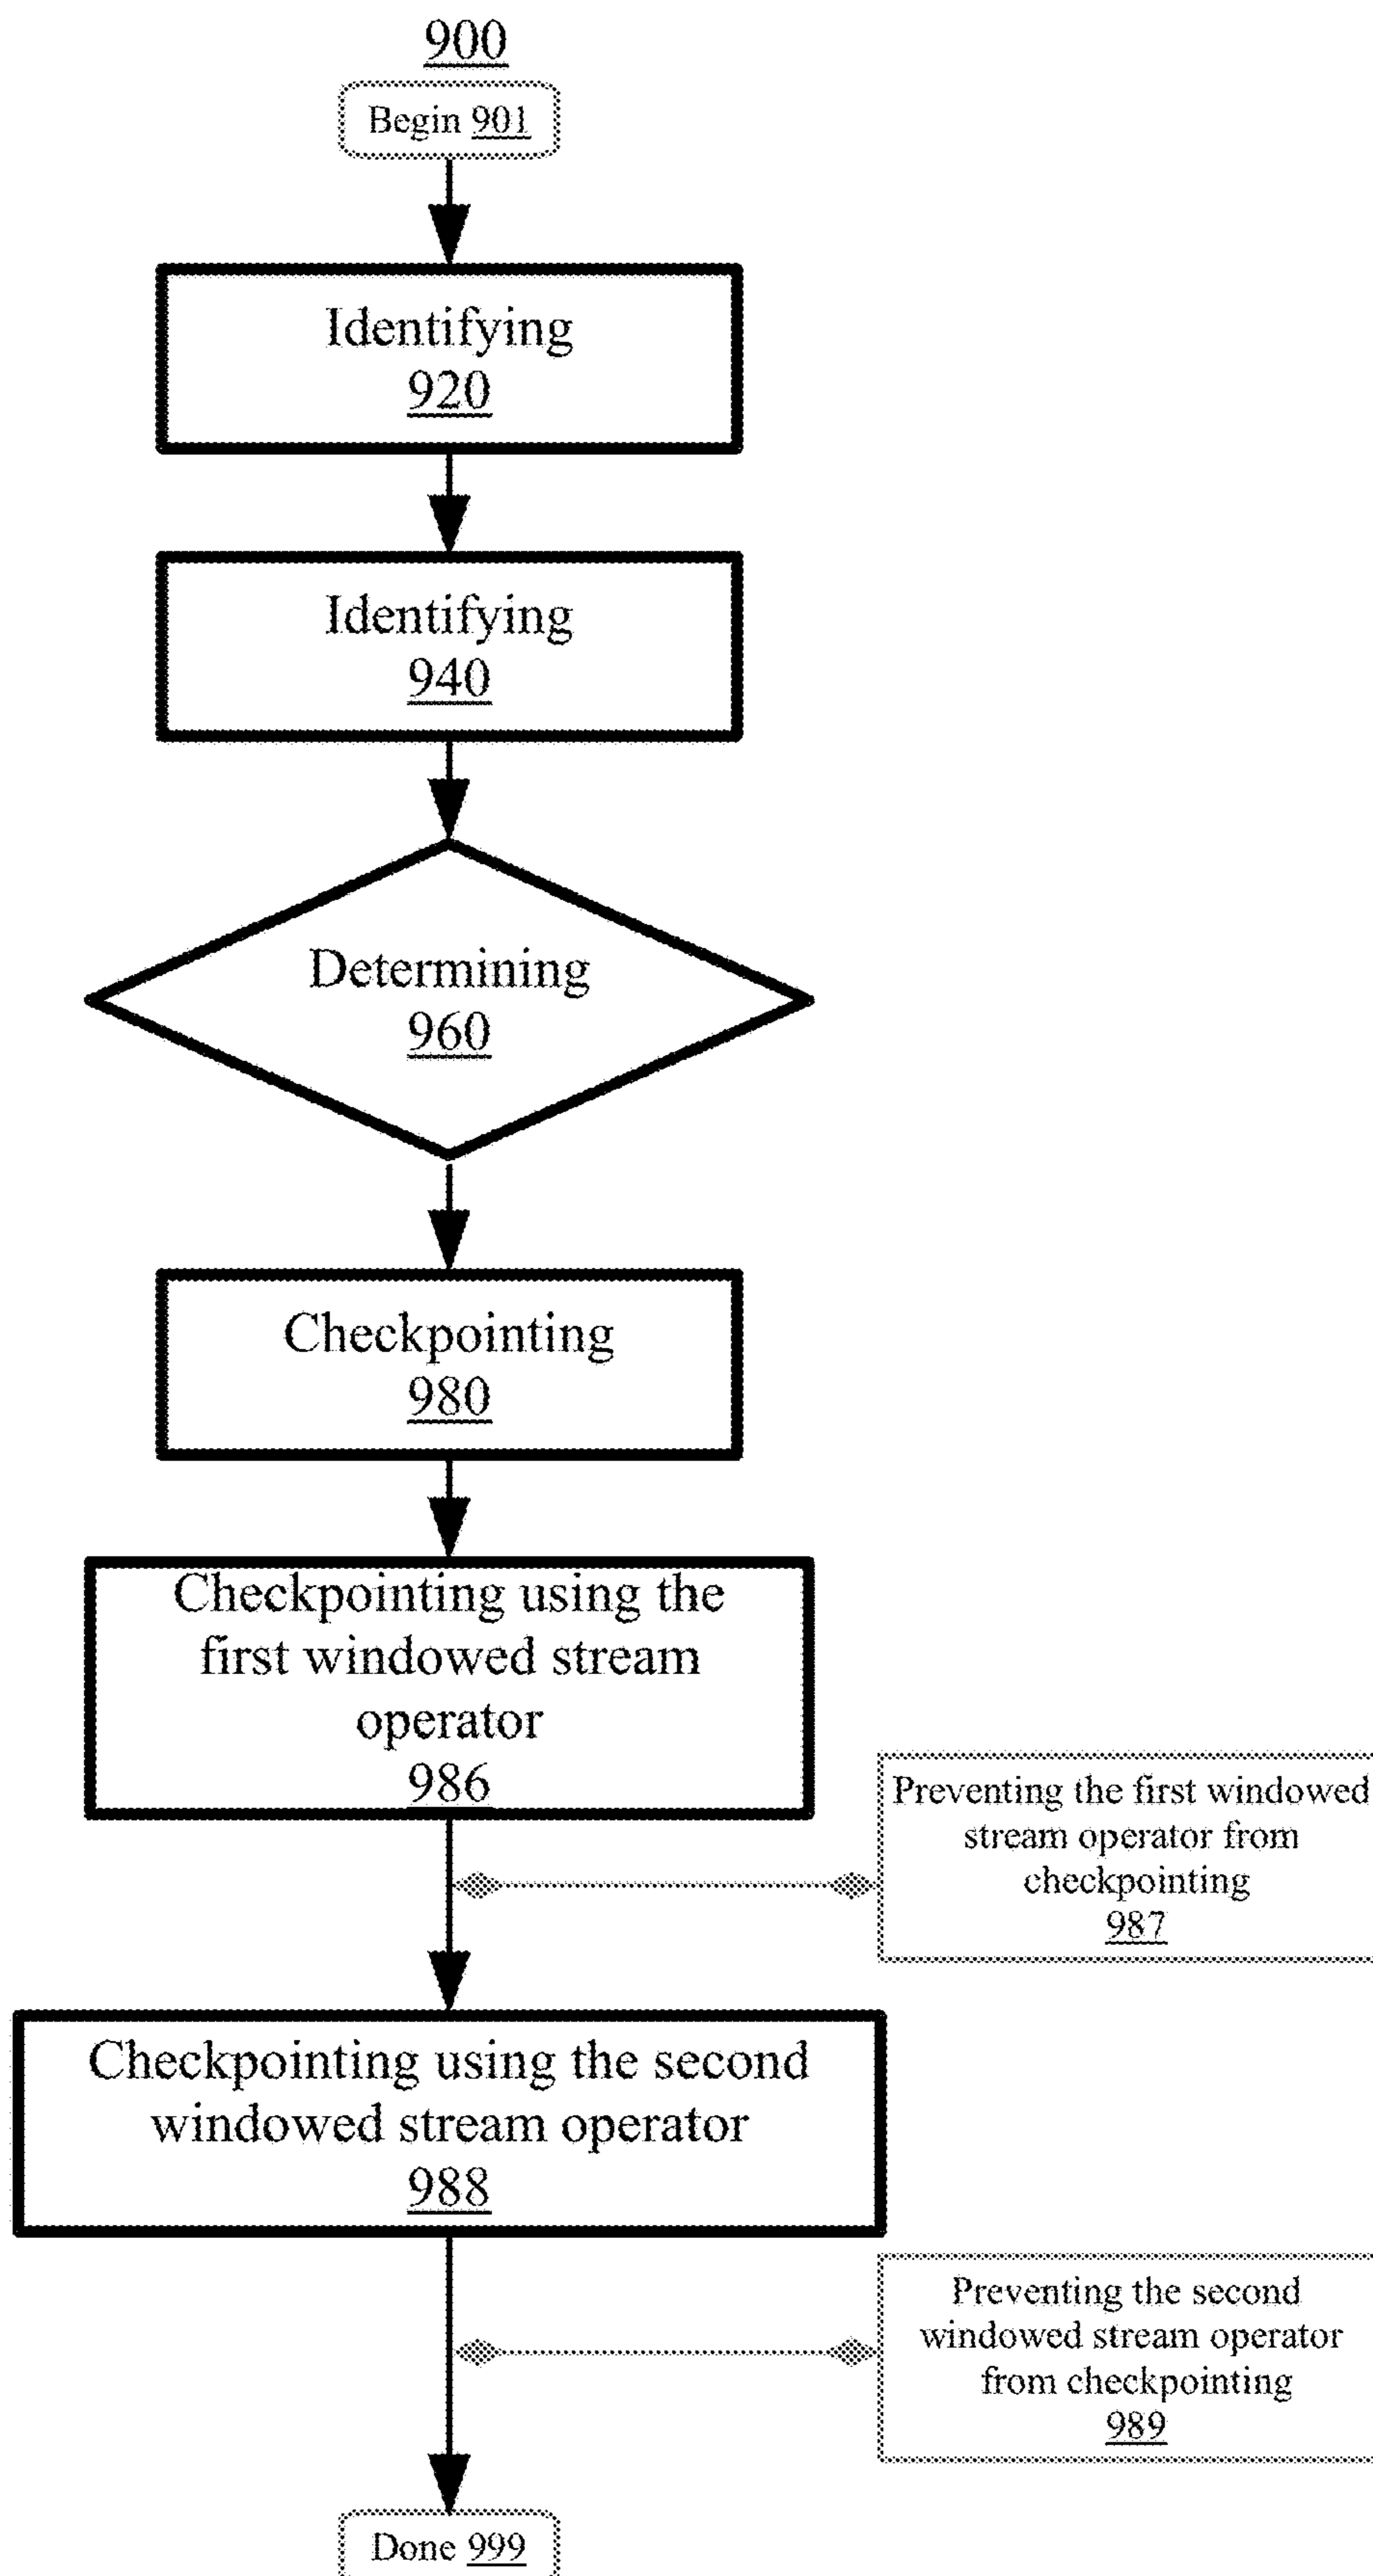 900
Begin 901
Identifying
920
Identifying
940
Determining
960
Checkpointing
980
Checkpointing using the
first windowed stream
operator
986
Preventing the first windowed
stream operator from
checkpointing
987
Checkpointing using the second
windowed stream operator
988
Preventing the second
windowed stream operator
from checkpointing
989
Done 999